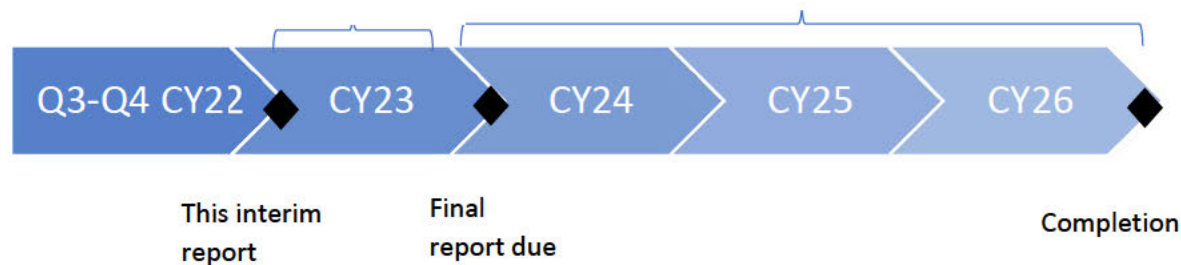 Q3-Q4 CY22 CY23 CY24 CY25 CY26
This interim
report
Final
report due
Completion